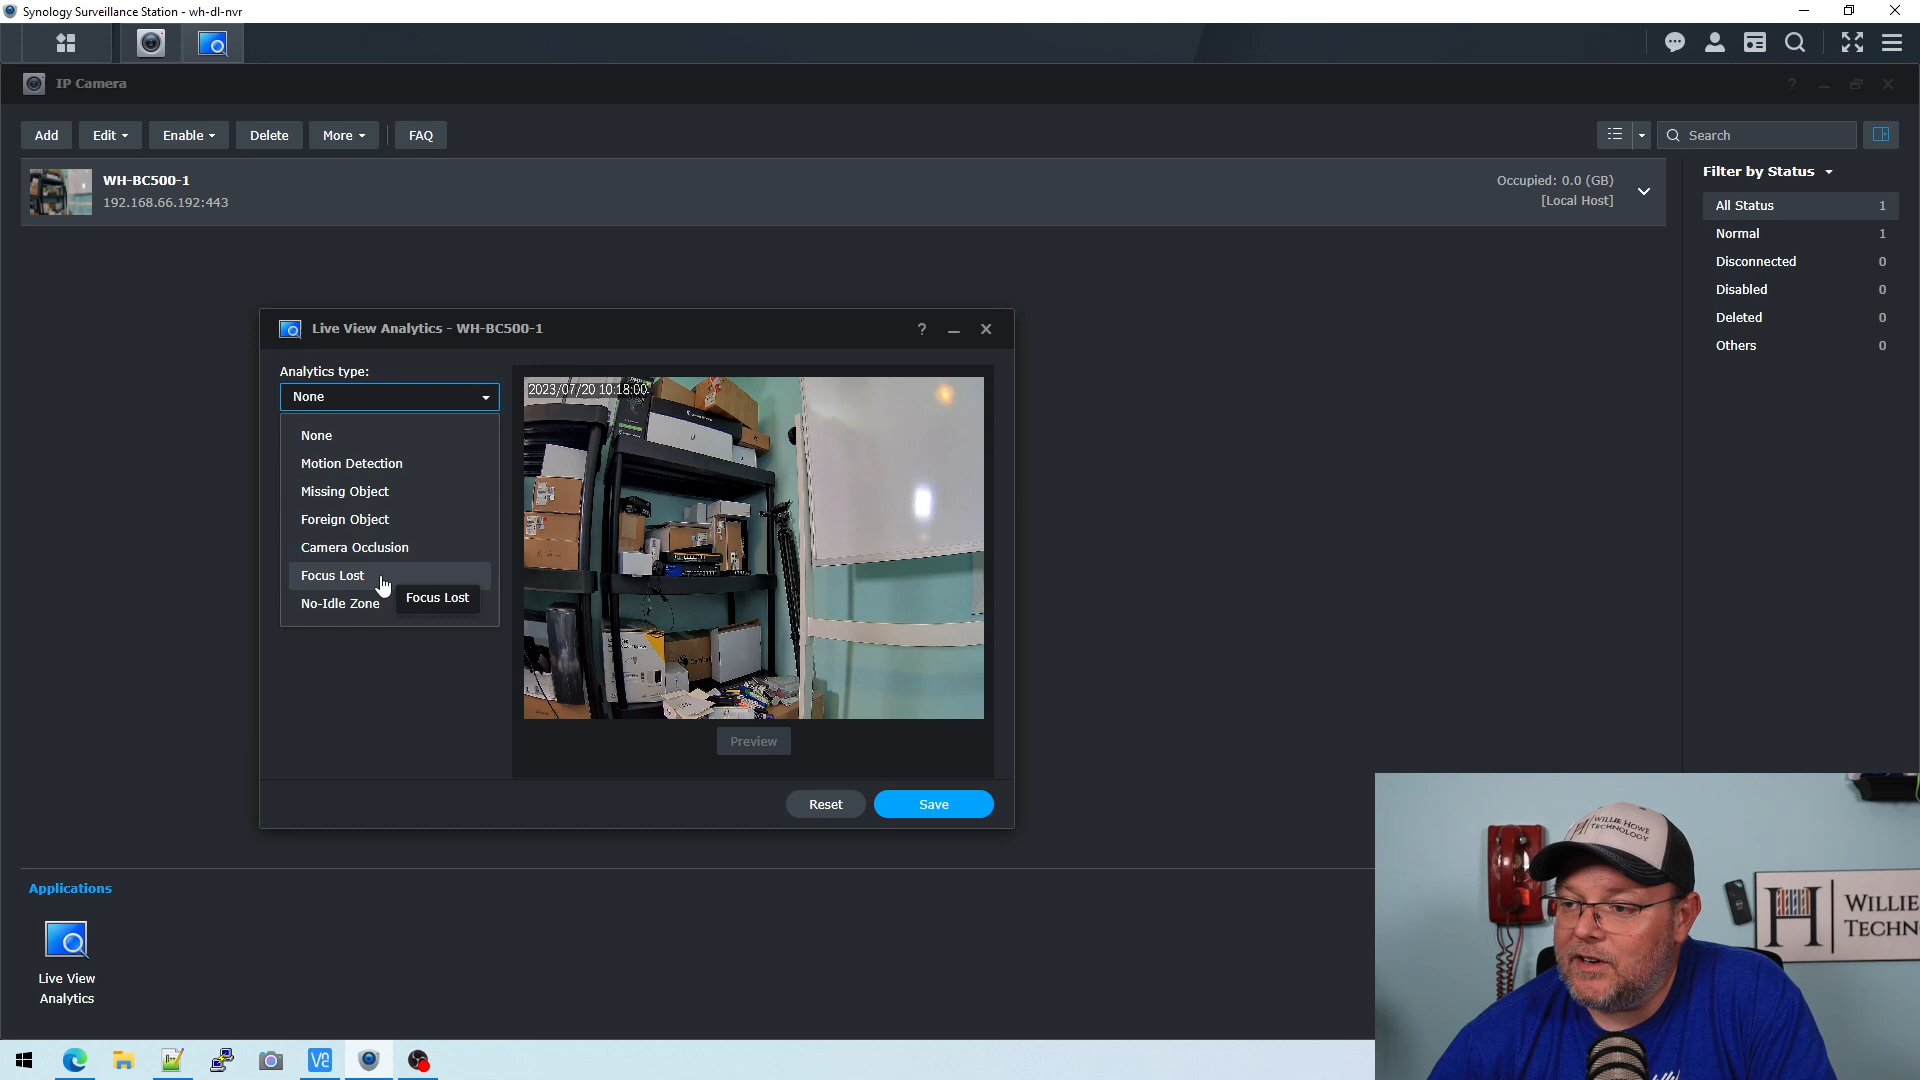 Synology Surveillance Station - wh-dl-nvr
IP Camera
Add
Edit
Enable
Delete
More
FAQ
Search
WH-BC500-1
192.168.66.192:443
Occupied: 0.0 (GB)
[Local Host]
Filter by Status
All Status 1
Normal 1
Disconnected 0
Disabled 0
Deleted 0
Others 0
Live View Analytics - WH-BC500-1
Analytics type:
None
None
Motion Detection
Missing Object
Foreign Object
Camera Occlusion
Focus Lost
Focus Lost
No-Idle Zone
2023/07/20 10:18:00
Preview
Reset
Save
Applications
Live View
Analytics
WILLIE HOWE
TECHNOLOGY
WILLIE
TECHN